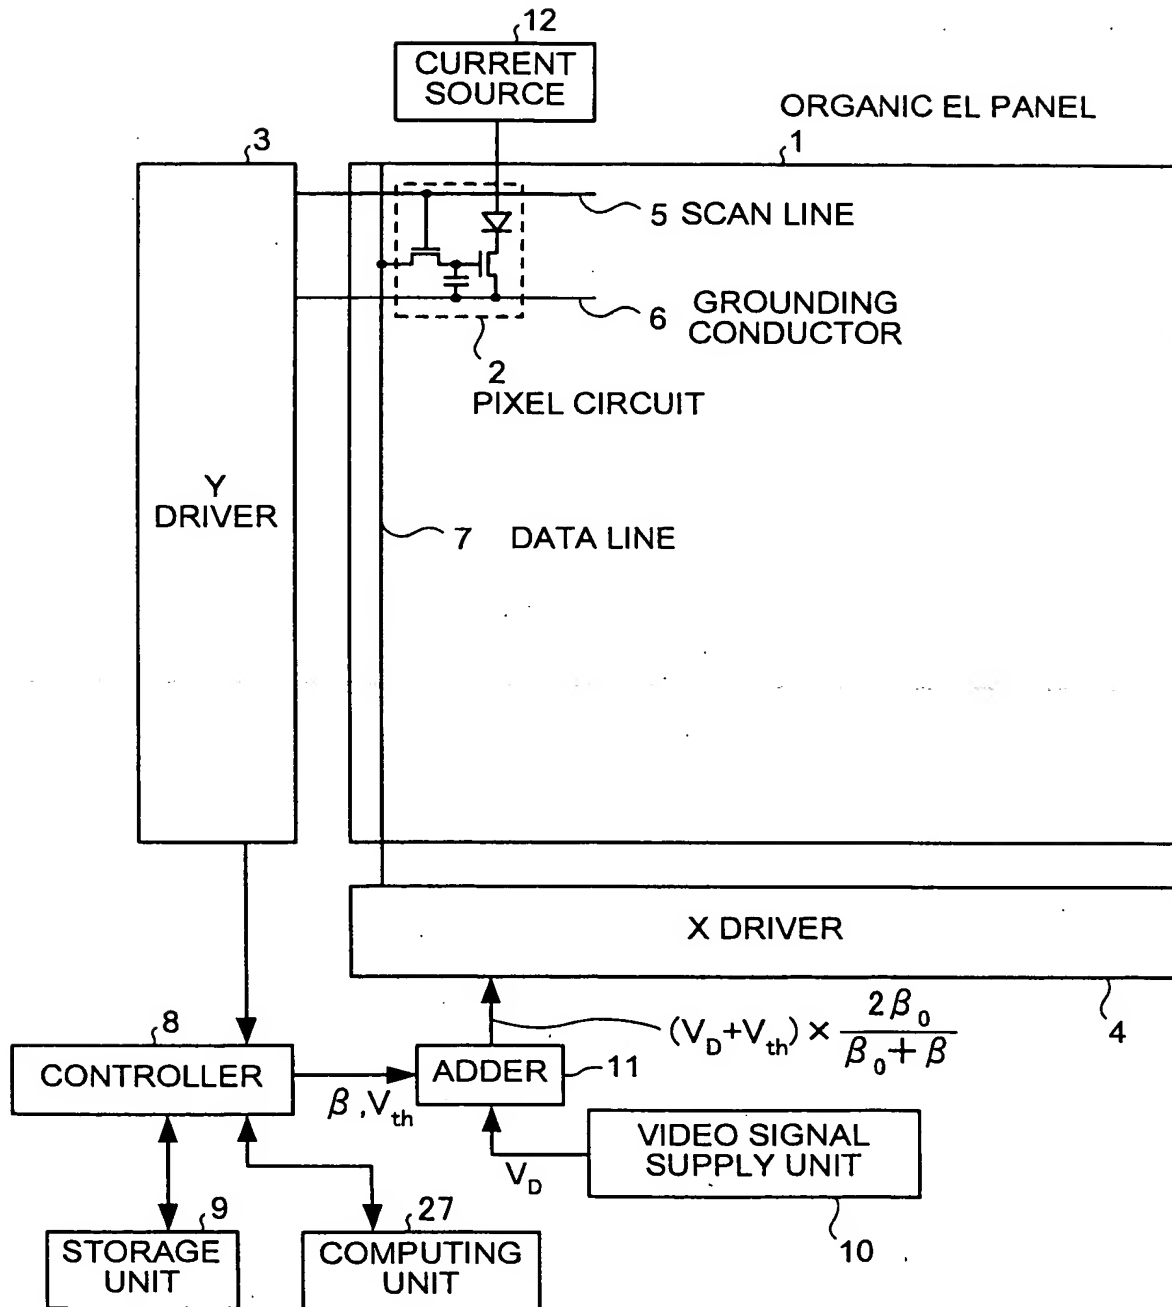 12
CURRENT
SOURCE
ORGANIC EL PANEL
3
1
5 SCAN LINE
6 GROUNDING
CONDUCTOR
2
PIXEL CIRCUIT
Y
DRIVER
7 DATA LINE
X DRIVER
4
(V_D+V_th) × 2β_0 / β_0 + β
8
CONTROLLER
ADDER
11
β, V_th
VIDEO SIGNAL
SUPPLY UNIT
V_D
10
9
STORAGE
UNIT
27
COMPUTING
UNIT